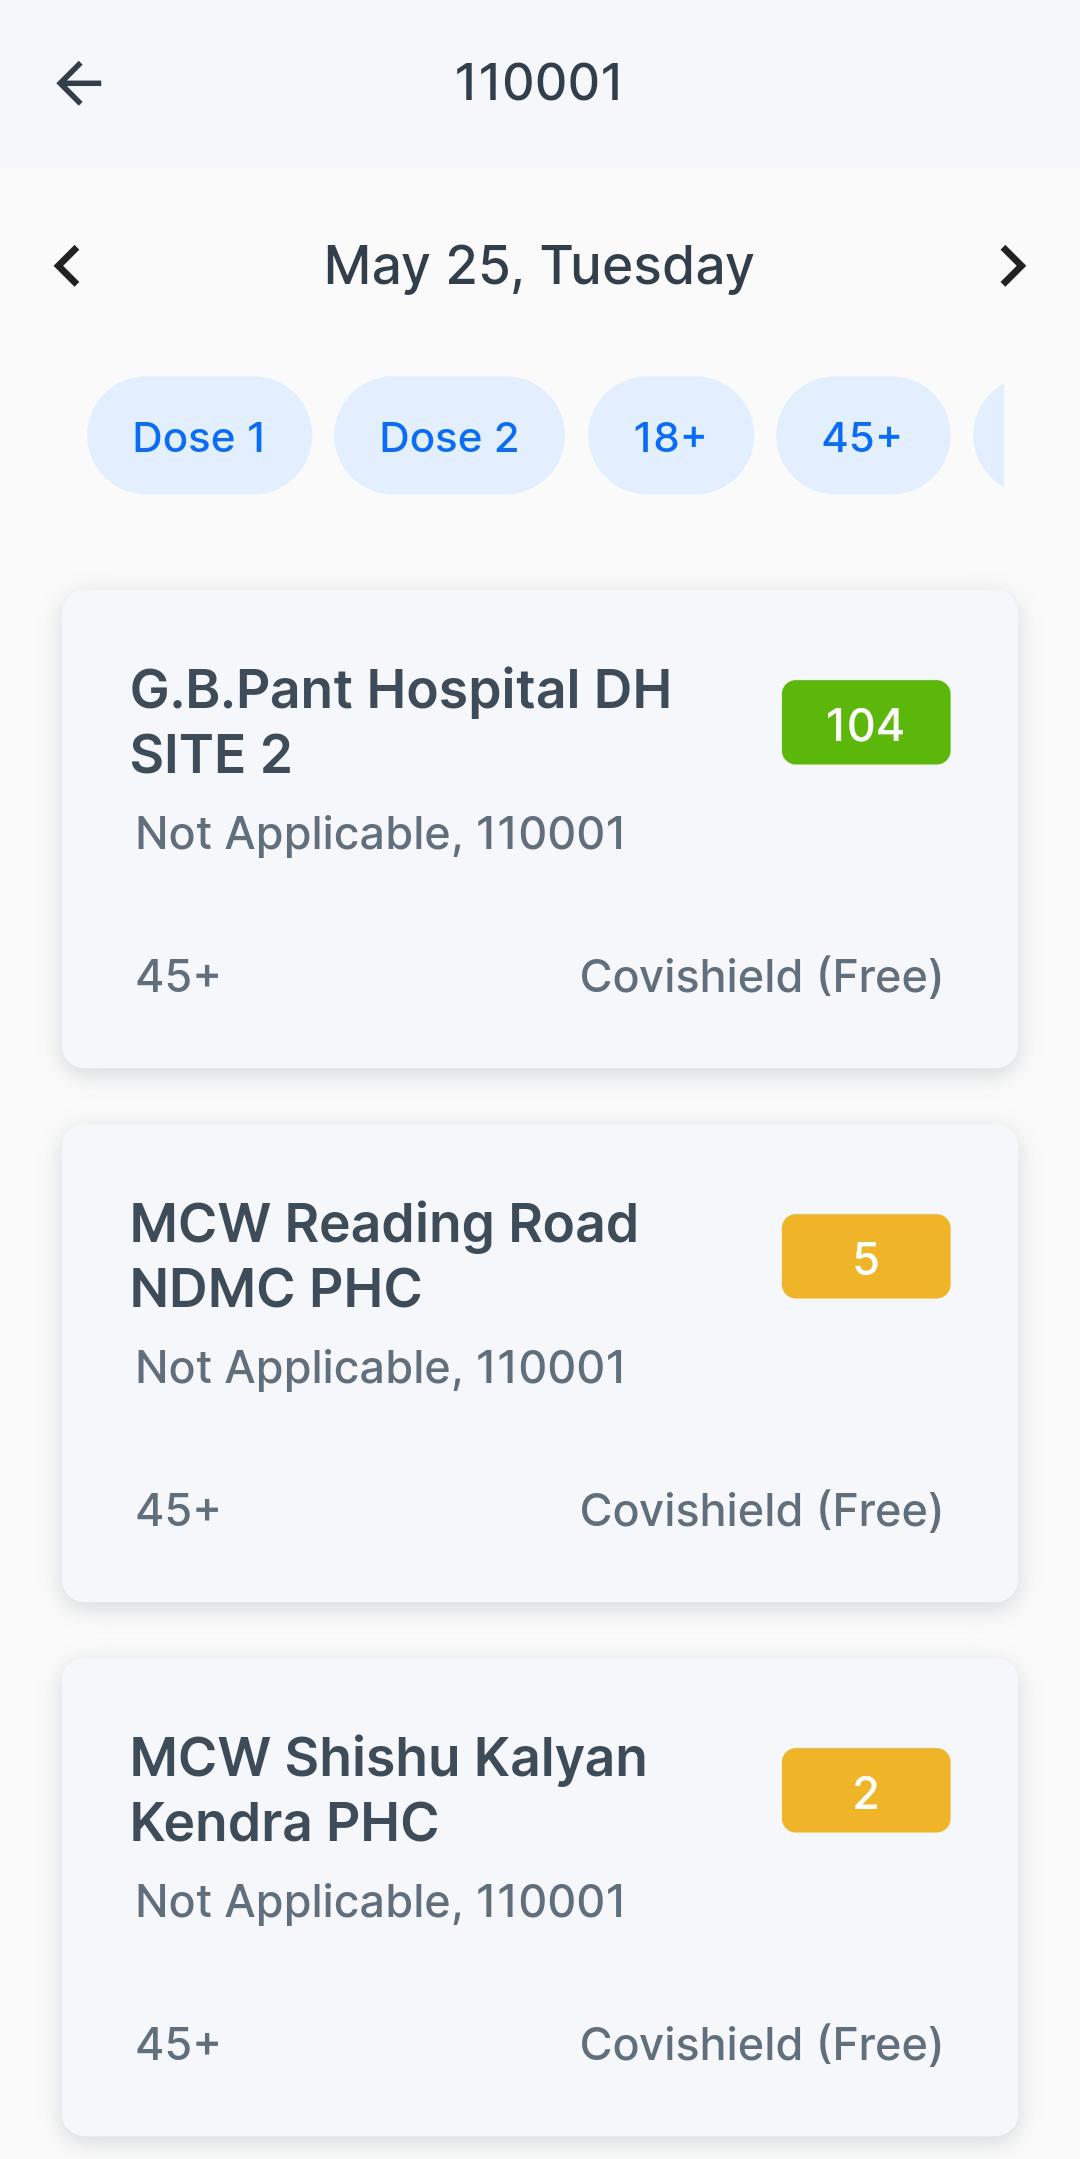 110001
May 25, Tuesday
Dose 1 Dose 2 18+ 45+
G.B.Pant Hospital DH
SITE 2
104
Not Applicable, 110001
45+ Covishield (Free)
MCW Reading Road
NDMC PHC
5
Not Applicable, 110001
45+ Covishield (Free)
MCW Shishu Kalyan
Kendra PHC
2
Not Applicable, 110001
45+ Covishield (Free)